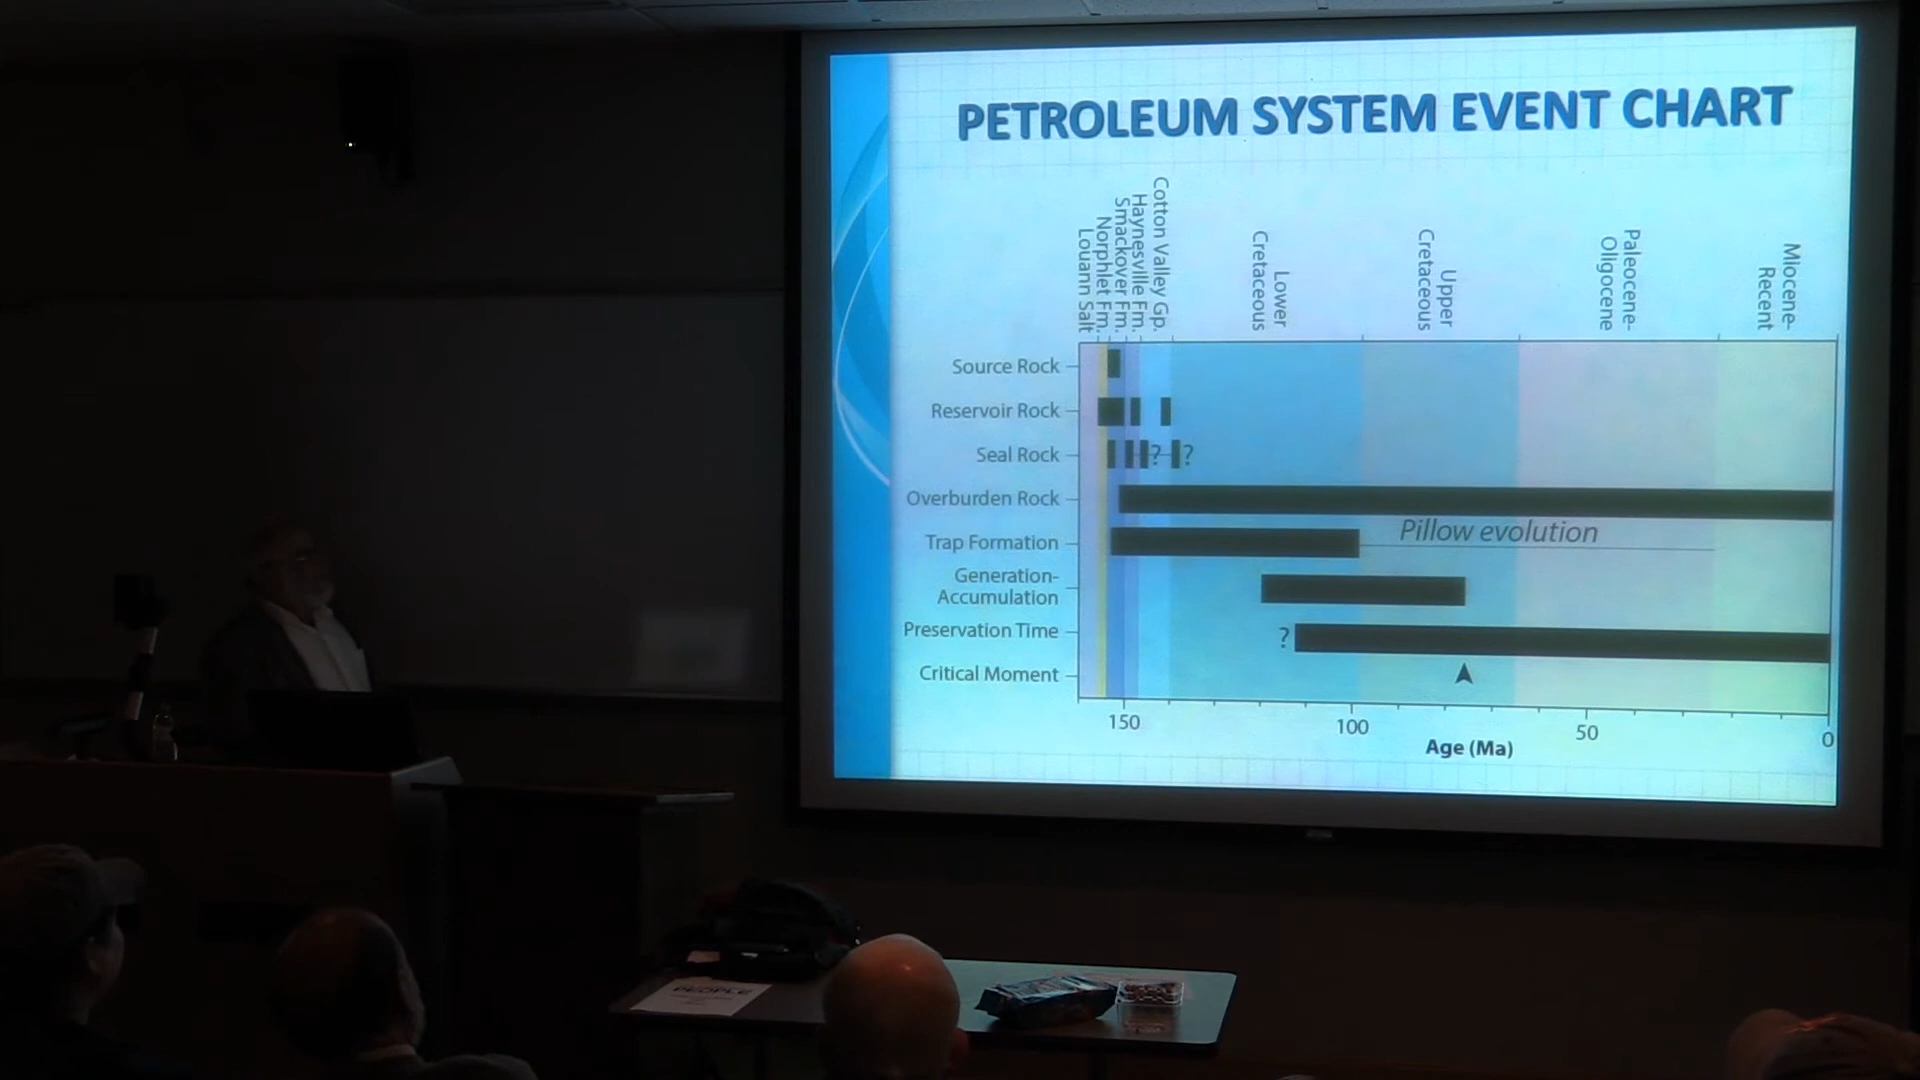 PETROLEUM SYSTEM EVENT CHART
Louann Salt
Norphlet Fm.
Smackover Fm.
Haynesville Fm.
Cotton Valley Gp.
Lower
Cretaceous
Upper
Cretaceous
Paleocene-
Oligocene
Miocene-
Recent
Source Rock
Reservoir Rock
Seal Rock
? ?
Overburden Rock
Trap Formation
Pillow evolution
Generation-
Accumulation
Preservation Time
?
Critical Moment
150 100 50 0
Age (Ma)
PEOPLE